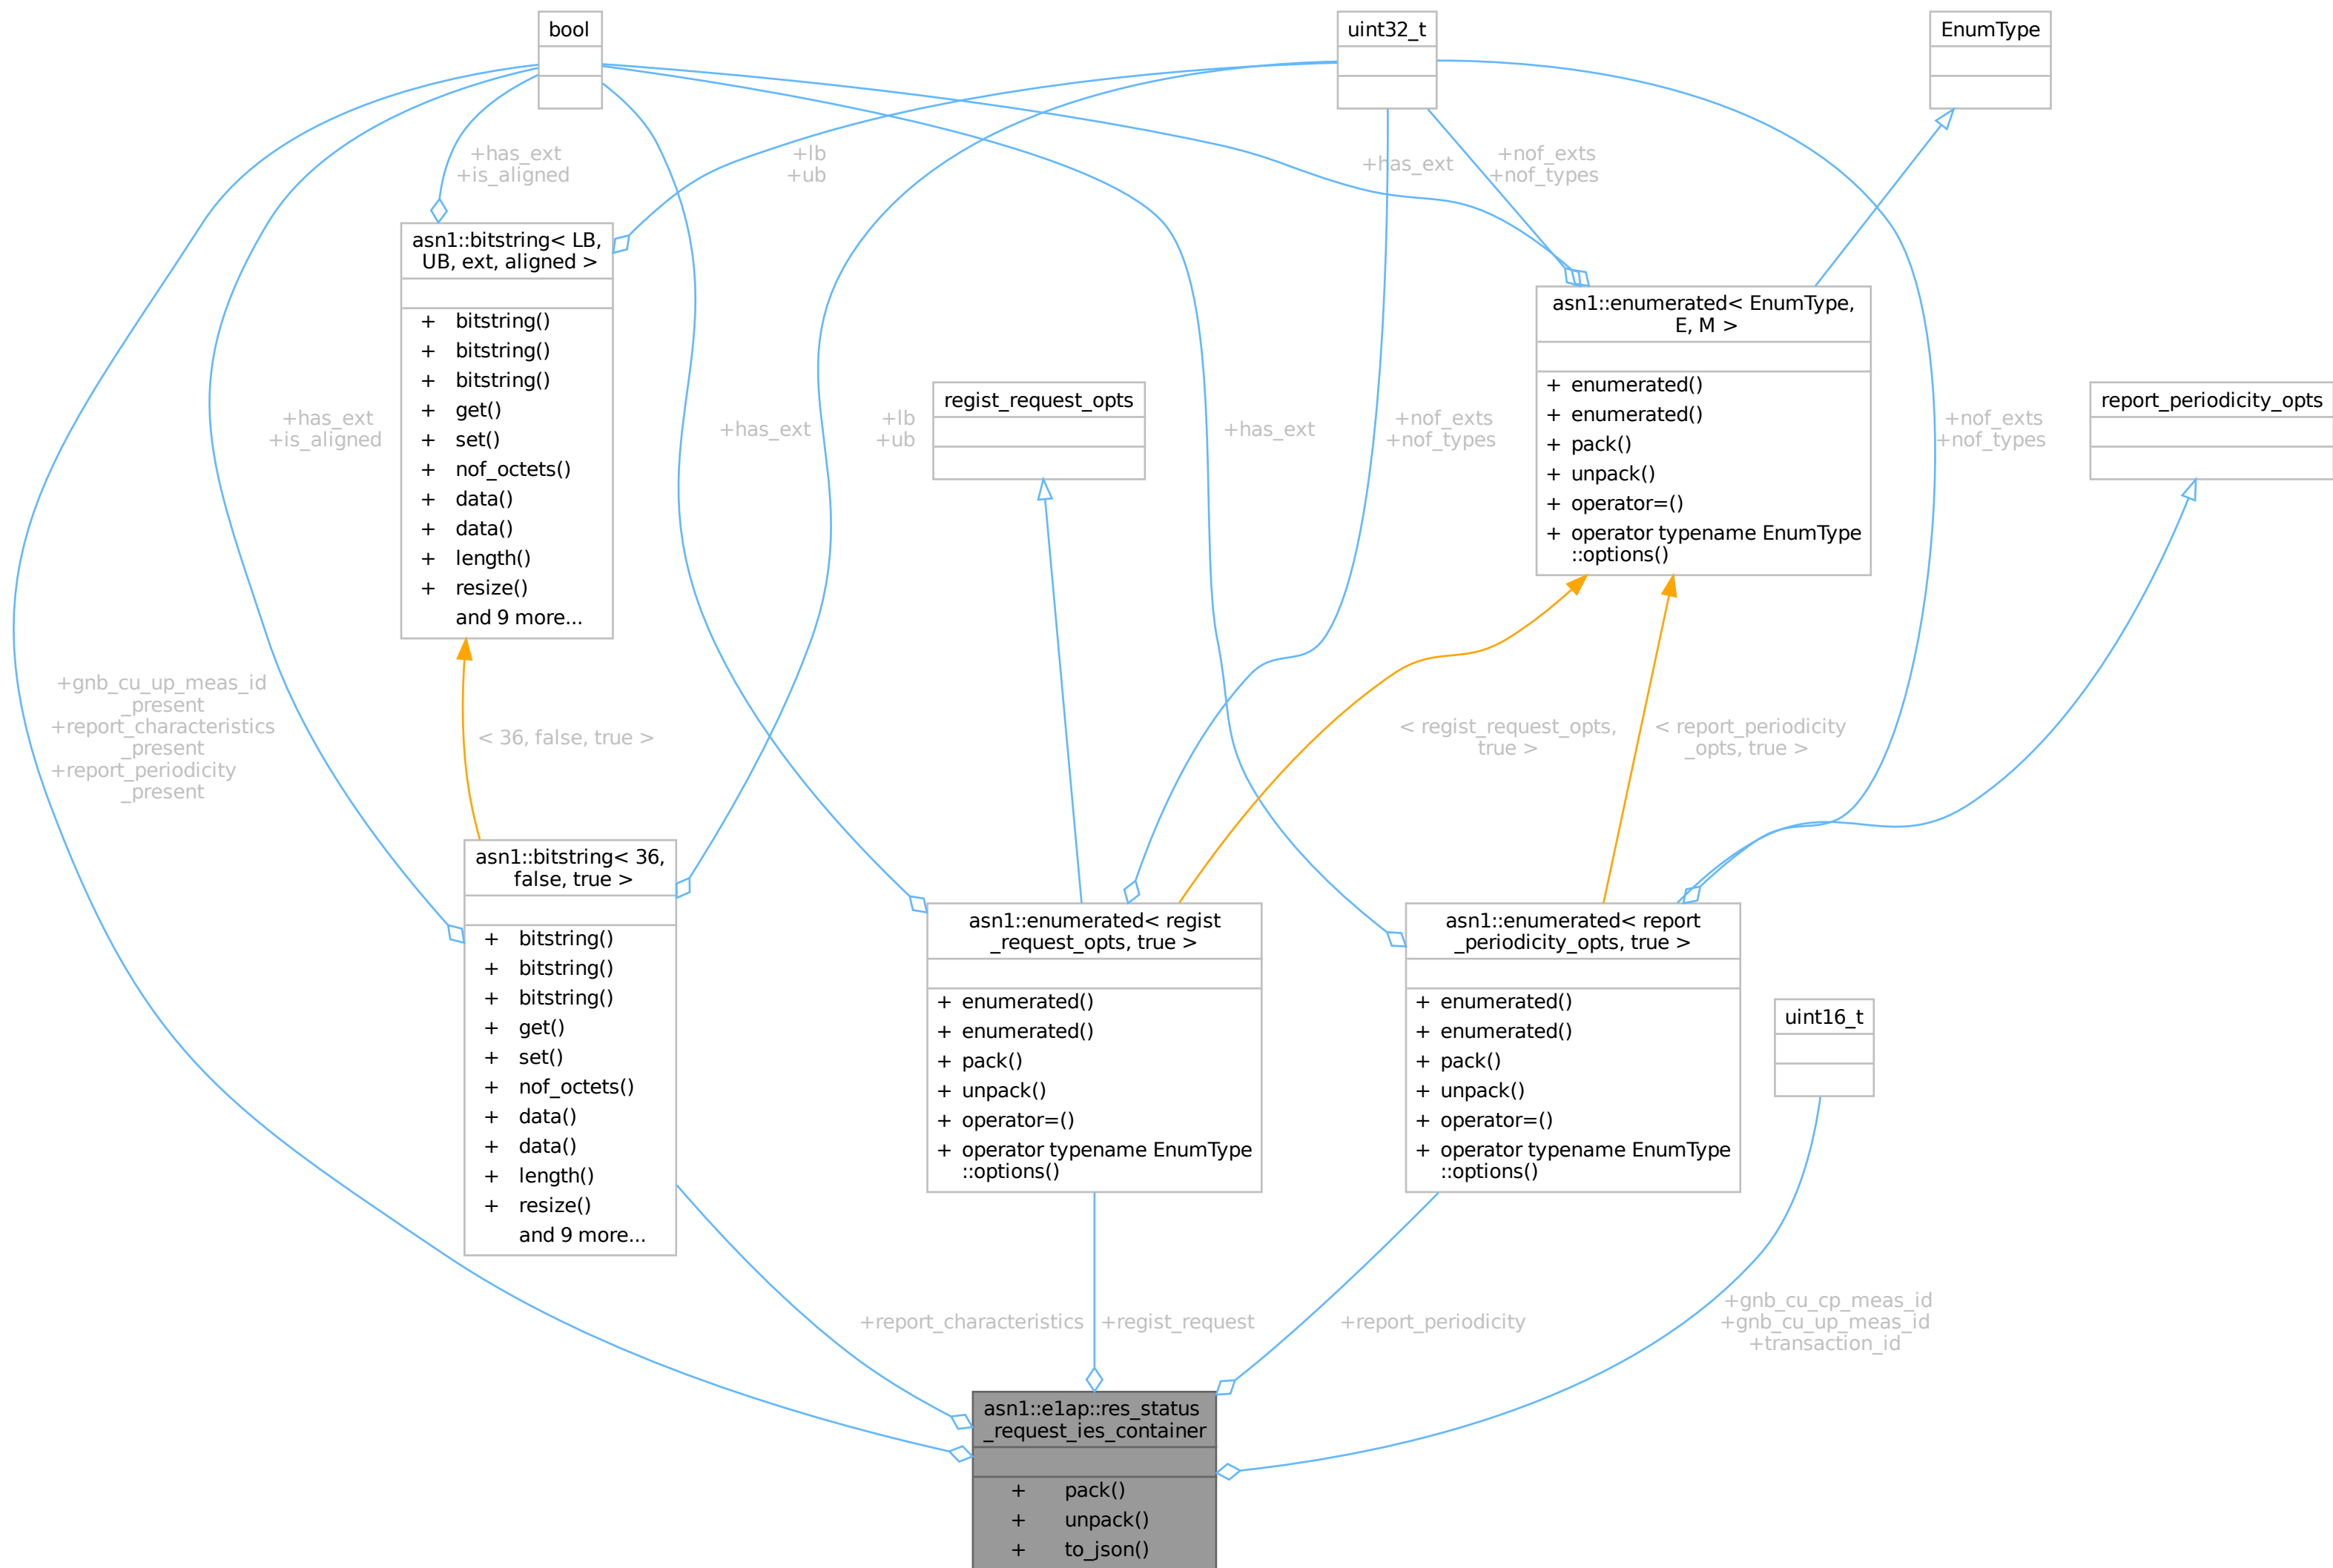 bool
uint32_t
EnumType
+has_ext
+is_aligned
+lb
+ub
+has_ext
+nof_exts
+nof_types
asn1::bitstring< LB,
UB, ext, aligned >
+ bitstring()
+ bitstring()
+ bitstring()
+ get()
+ set()
+ nof_octets()
+ data()
+ data()
+ length()
+ resize()
and 9 more...
asn1::enumerated< EnumType,
E, M >
+ enumerated()
+ enumerated()
+ pack()
+ unpack()
+ operator=()
+ operator typename EnumType
::options()
regist_request_opts
report_periodicity_opts
+has_ext
+is_aligned
+has_ext
+lb
+ub
+has_ext
+nof_exts
+nof_types
+nof_exts
+nof_types
+gnb_cu_up_meas_id
_present
+report_characteristics
_present
+report_periodicity
_present
< 36, false, true >
< regist_request_opts,
true >
< report_periodicity
_opts, true >
asn1::bitstring< 36,
false, true >
+ bitstring()
+ bitstring()
+ bitstring()
+ get()
+ set()
+ nof_octets()
+ data()
+ data()
+ length()
+ resize()
and 9 more...
asn1::enumerated< regist
_request_opts, true >
+ enumerated()
+ enumerated()
+ pack()
+ unpack()
+ operator=()
+ operator typename EnumType
::options()
asn1::enumerated< report
_periodicity_opts, true >
+ enumerated()
+ enumerated()
+ pack()
+ unpack()
+ operator=()
+ operator typename EnumType
::options()
uint16_t
+report_characteristics
+regist_request
+report_periodicity
+gnb_cu_cp_meas_id
+gnb_cu_up_meas_id
+transaction_id
asn1::e1ap::res_status
_request_ies_container
+ pack()
+ unpack()
+ to_json()